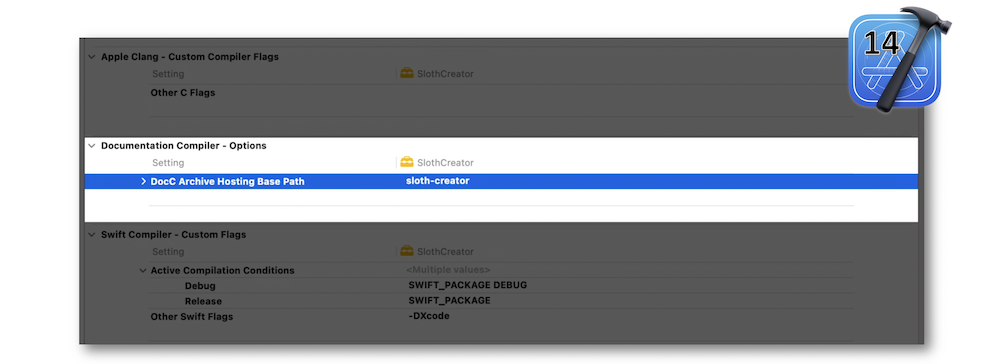 14
Apple Clang - Custom Compiler Flags
Setting SlothCreator
Other C Flags
Documentation Compiler - Options
Setting SlothCreator
DocC Archive Hosting Base Path sloth-creator
Swift Compiler - Custom Flags
Setting SlothCreator
Active Compilation Conditions <Multiple values>
Debug SWIFT_PACKAGE DEBUG
Release SWIFT_PACKAGE
Other Swift Flags -DXcode